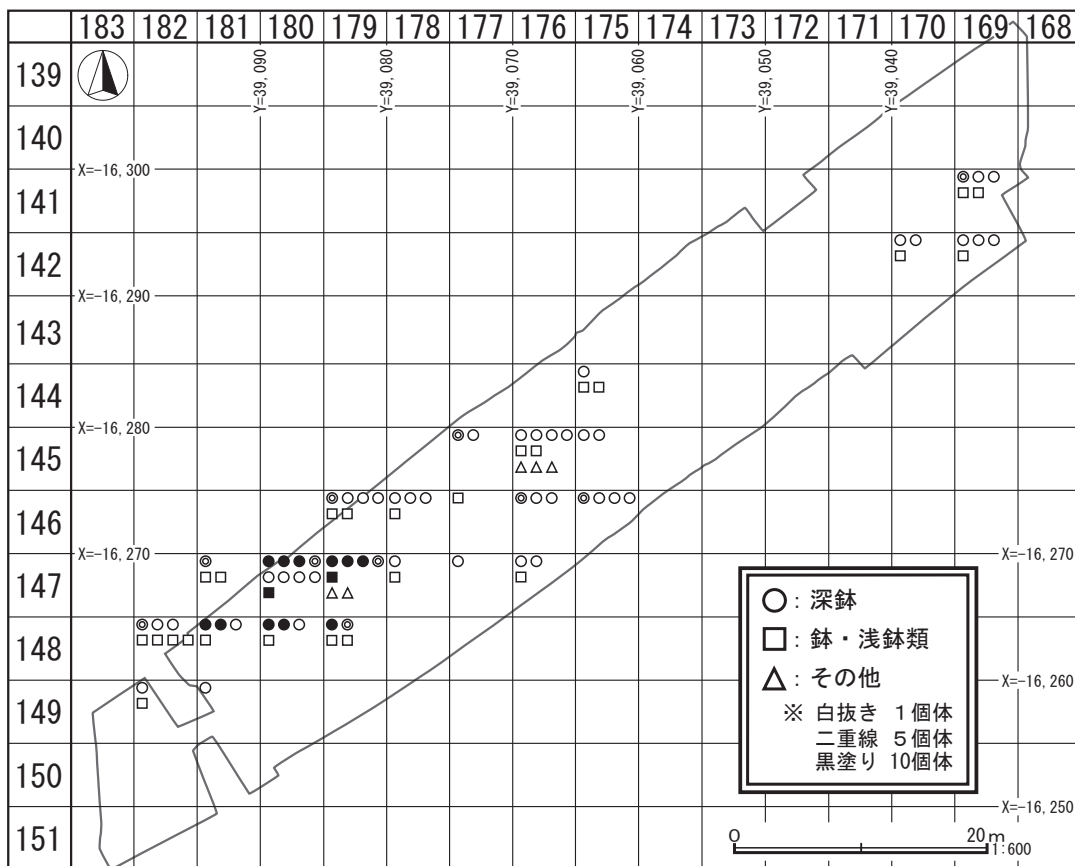 183 182 181 180 179 178 177 176 175 174 173 172 171 170 169 168
139
140
141
142
143
144
145
146
147
148
149
150
151
Y=39,090
Y=39,080
Y=39,070
Y=39,060
Y=39,050
Y=39,040
X=-16,300
X=-16,290
X=-16,280
X=-16,270
X=-16,270
X=-16,260
X=-16,250
○:深鉢
□:鉢・浅鉢類
△:その他
※ 白抜き 1個体
二重線 5個体
黒塗り 10個体
0 20m
1:600